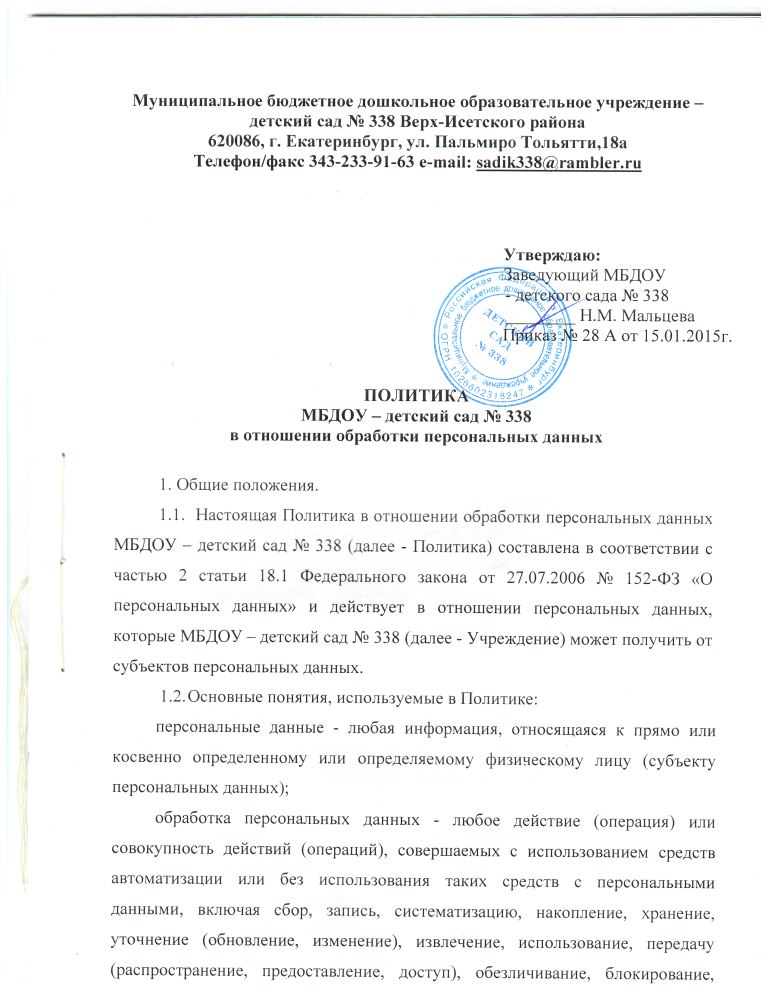 Муниципальное бюджетное дошкольное образовательное учреждение –
детский сад № 338 Верх-Исетского района
620086, г. Екатеринбург, ул. Пальмиро Тольятти,18а
Телефон/факс 343-233-91-63 e-mail: sadik338@rambler.ru
Утверждаю:
Заведующий МБДОУ
- детского сада № 338
Н.М. Мальцева
Приказ № 28 А от 15.01.2015г.
ДЕТСКИЙ
САД
№ 338
ПОЛИТИКА
МБДОУ – детский сад № 338
в отношении обработки персональных данных
1. Общие положения.
1.1. Настоящая Политика в отношении обработки персональных данных
МБДОУ – детский сад № 338 (далее - Политика) составлена в соответствии с
частью 2 статьи 18.1 Федерального закона от 27.07.2006 № 152-ФЗ «О
персональных данных» и действует в отношении персональных данных,
которые МБДОУ – детский сад № 338 (далее - Учреждение) может получить от
субъектов персональных данных.
1.2.Основные понятия, используемые в Политике:
персональные данные - любая информация, относящаяся к прямо или
косвенно определенному или определяемому физическому лицу (субъекту
персональных данных);
обработка персональных данных - любое действие (операция) или
совокупность действий (операций), совершаемых с использованием средств
автоматизации или без использования таких средств с персональными
данными, включая сбор, запись, систематизацию, накопление, хранение,
уточнение (обновление, изменение), извлечение, использование, передачу
(распространение, предоставление, доступ), обезличивание, блокирование,